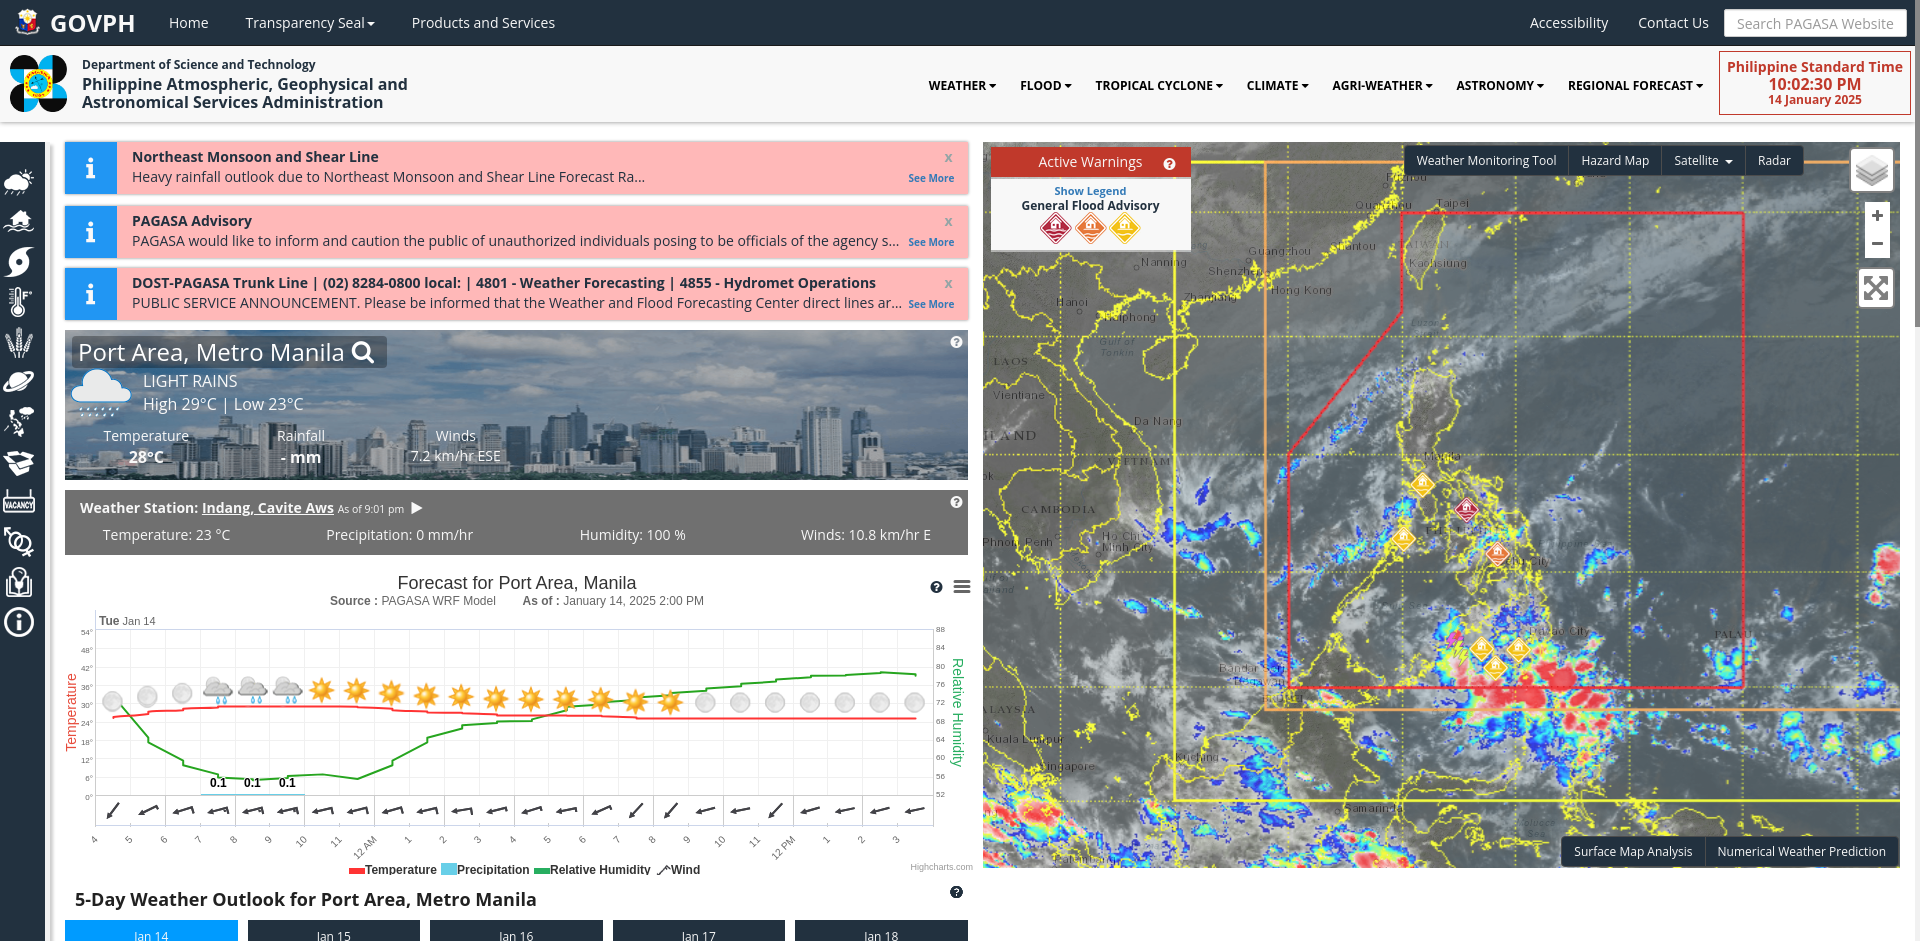 GOVPH
Home
Transparency Seal
Products and Services
Accessibility
Contact Us
Search PAGASA Website
Department of Science and Technology
Philippine Atmospheric, Geophysical and
Astronomical Services Administration
WEATHER
FLOOD
TROPICAL CYCLONE
CLIMATE
AGRI-WEATHER
ASTRONOMY
REGIONAL FORECAST
Philippine Standard Time
10:02:30 PM
14 January 2025
Northeast Monsoon and Shear Line
x
Heavy rainfall outlook due to Northeast Monsoon and Shear Line Forecast Ra...
See More
PAGASA Advisory
x
PAGASA would like to inform and caution the public of unauthorized individuals posing to be officials of the agency s...
See More
DOST-PAGASA Trunk Line | (02) 8284-0800 local: | 4801 - Weather Forecasting | 4855 - Hydromet Operations
x
PUBLIC SERVICE ANNOUNCEMENT. Please be informed that the Weather and Flood Forecasting Center direct lines ar...
See More
VACANCY
Port Area, Metro Manila
LIGHT RAINS
High 29°C | Low 23°C
Temperature
Rainfall
Winds
28°C
- mm
7.2 km/hr ESE
Weather Station: Indang, Cavite Aws As of 9:01 pm
Temperature: 23 °C
Precipitation: 0 mm/hr
Humidity: 100 %
Winds: 10.8 km/hr E
Forecast for Port Area, Manila
Source : PAGASA WRF Model
As of : January 14, 2025 2:00 PM
Tue Jan 14
Temperature
54°
48°
42°
36°
30°
24°
18°
12°
6°
0°
88
84
80
76
72
68
64
60
56
52
Relative Humidity
0.1
0.1
0.1
4
5
6
7
8
9
10
11
12 AM
1
2
3
4
5
6
7
8
9
10
11
12 PM
1
2
3
Temperature
Precipitation
Relative Humidity
Wind
Highcharts.com
5-Day Weather Outlook for Port Area, Metro Manila
Jan 14
Jan 15
Jan 16
Jan 17
Jan 18
Active Warnings
Show Legend
General Flood Advisory
Weather Monitoring Tool
Hazard Map
Satellite
Radar
+
−
Taipei
Guangzhou
Nanning
Shenzhen
Kaohsiung
Hong Kong
Hanoi
Haiphong
Gulf of
Tonkin
LAOS
Vientiane
Da Nang
VIETNAM
Manila
CAMBODIA
Phnom Penh
Ho Chi
Minh City
Davao City
PALAU
Bandar Seri
Kuala Lumpur
Kuching
Singapore
Samarinda
Surface Map Analysis
Numerical Weather Prediction